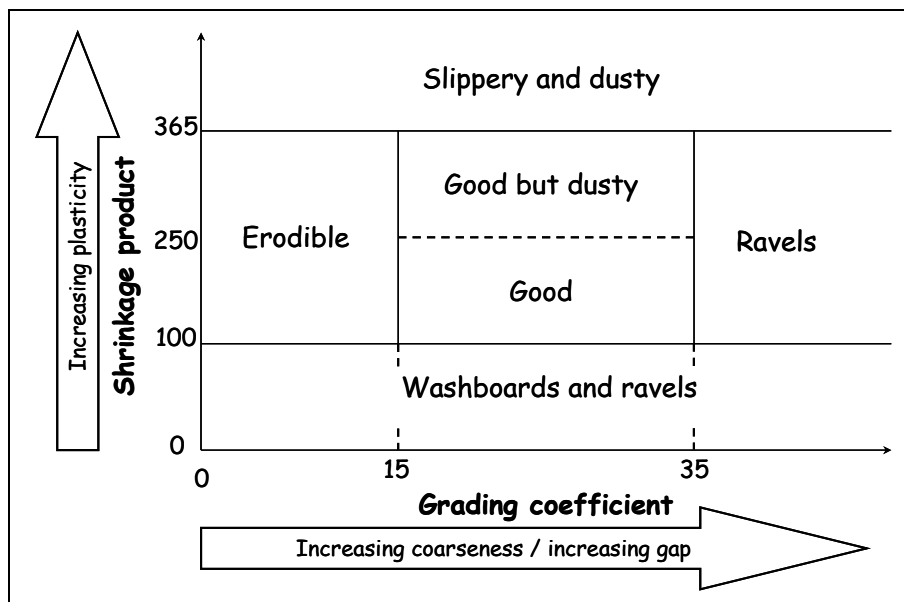 Slippery and dusty
365
Good but dusty
Increasing plasticity
Shrinkage product
250
Erodible
Ravels
Good
100
Washboards and ravels
0
0
15
35
Grading coefficient
Increasing coarseness / increasing gap